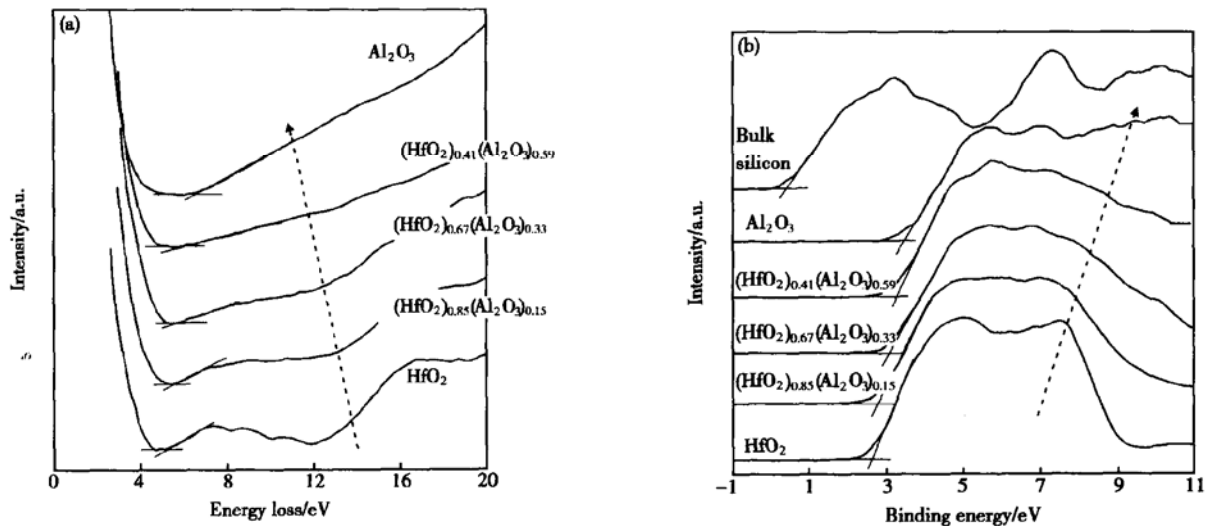 (a)
Al₂O₃
(HfO₂)₀.₄₁(Al₂O₃)₀.₅₉
(HfO₂)₀.₆₇(Al₂O₃)₀.₃₃
(HfO₂)₀.₈₅(Al₂O₃)₀.₁₅
HfO₂
Intensity/a.u.
0 4 8 12 16 20
Energy loss/eV
(b)
Bulk
silicon
Al₂O₃
(HfO₂)₀.₄₁(Al₂O₃)₀.₅₉
(HfO₂)₀.₆₇(Al₂O₃)₀.₃₃
(HfO₂)₀.₈₅(Al₂O₃)₀.₁₅
HfO₂
Intensity/a.u.
−1 1 3 5 7 9 11
Binding energy/eV